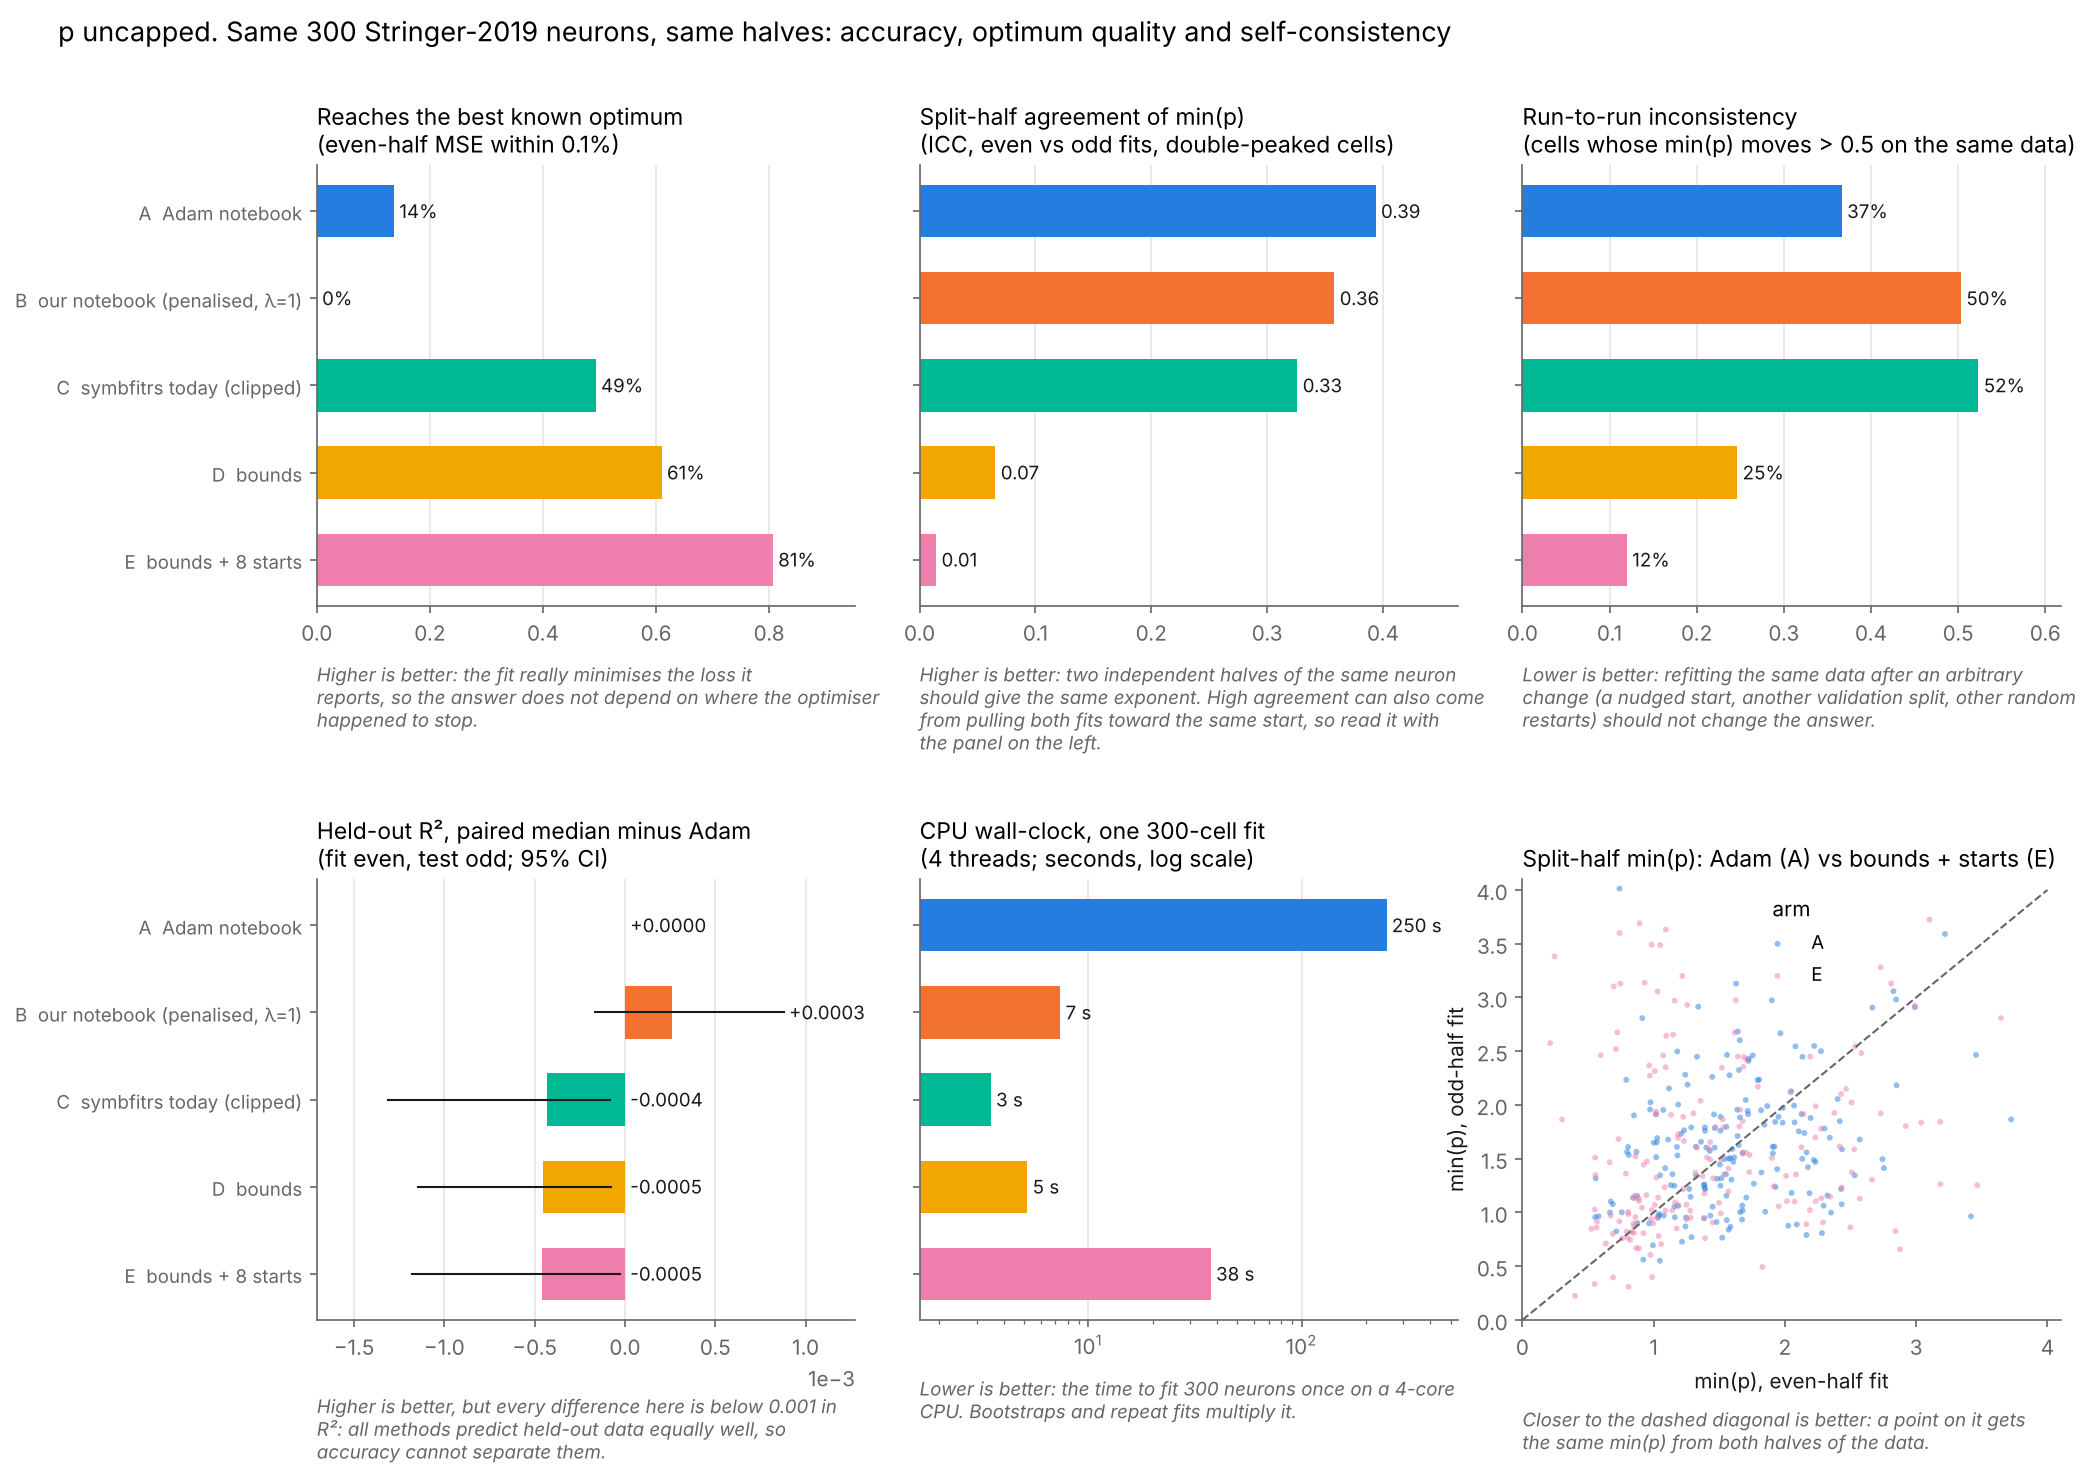 p uncapped. Same 300 Stringer-2019 neurons, same halves: accuracy, optimum quality and self-consistency
Reaches the best known optimum
(even-half MSE within 0.1%)
A Adam notebook
14%
B our notebook (penalised, λ=1)
0%
C symbfitrs today (clipped)
49%
D bounds
61%
E bounds + 8 starts
81%
0.0 0.2 0.4 0.6 0.8
Higher is better: the fit really minimises the loss it
reports, so the answer does not depend on where the optimiser
happened to stop.
Split-half agreement of min(p)
(ICC, even vs odd fits, double-peaked cells)
0.39
0.36
0.33
0.07
0.01
0.0 0.1 0.2 0.3 0.4
Higher is better: two independent halves of the same neuron
should give the same exponent. High agreement can also come
from pulling both fits toward the same start, so read it with
the panel on the left.
Run-to-run inconsistency
(cells whose min(p) moves > 0.5 on the same data)
37%
50%
52%
25%
12%
0.0 0.1 0.2 0.3 0.4 0.5 0.6
Lower is better: refitting the same data after an arbitrary
change (a nudged start, another validation split, other random
restarts) should not change the answer.
Held-out R², paired median minus Adam
(fit even, test odd; 95% CI)
A Adam notebook
+0.0000
B our notebook (penalised, λ=1)
+0.0003
C symbfitrs today (clipped)
-0.0004
D bounds
-0.0005
E bounds + 8 starts
-0.0005
−1.5 −1.0 −0.5 0.0 0.5 1.0
1e−3
Higher is better, but every difference here is below 0.001 in
R²: all methods predict held-out data equally well, so
accuracy cannot separate them.
CPU wall-clock, one 300-cell fit
(4 threads; seconds, log scale)
250 s
7 s
3 s
5 s
38 s
10¹ 10²
Lower is better: the time to fit 300 neurons once on a 4-core
CPU. Bootstraps and repeat fits multiply it.
Split-half min(p): Adam (A) vs bounds + starts (E)
arm
A
E
min(p), odd-half fit
4.0
3.5
3.0
2.5
2.0
1.5
1.0
0.5
0.0
0 1 2 3 4
min(p), even-half fit
Closer to the dashed diagonal is better: a point on it gets
the same min(p) from both halves of the data.